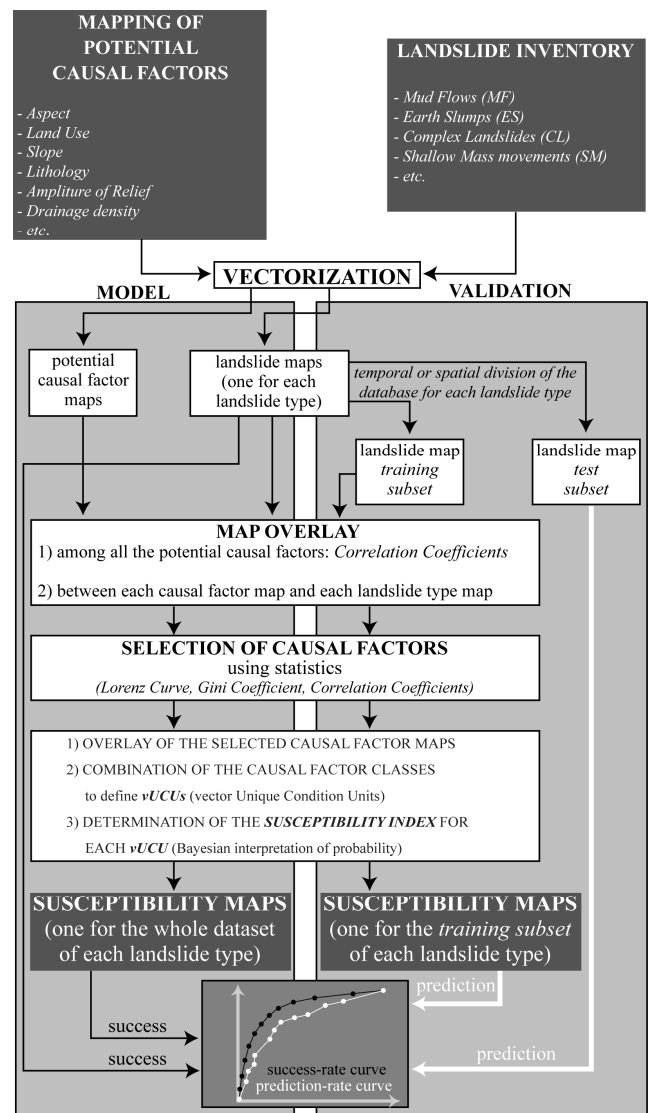 MAPPING OF
POTENTIAL
CAUSAL FACTORS
- Aspect
- Land Use
- Slope
- Lithology
- Ampliture of Relief
- Drainage density
- etc.
LANDSLIDE INVENTORY
- Mud Flows (MF)
- Earth Slumps (ES)
- Complex Landslides (CL)
- Shallow Mass movements (SM)
- etc.
VECTORIZATION
MODEL
VALIDATION
potential
causal factor
maps
landslide maps
(one for each
landslide type)
temporal or spatial division of the
database for each landslide type
landslide map
training
subset
landslide map
test
subset
MAP OVERLAY
1) among all the potential causal factors: Correlation Coefficients
2) between each causal factor map and each landslide type map
SELECTION OF CAUSAL FACTORS
using statistics
(Lorenz Curve, Gini Coefficient, Correlation Coefficients)
1) OVERLAY OF THE SELECTED CAUSAL FACTOR MAPS
2) COMBINATION OF THE CAUSAL FACTOR CLASSES
to define vUCUs (vector Unique Condition Units)
3) DETERMINATION OF THE SUSCEPTIBILITY INDEX FOR
EACH vUCU (Bayesian interpretation of probability)
SUSCEPTIBILITY MAPS
(one for the whole dataset
of each landslide type)
SUSCEPTIBILITY MAPS
(one for the training subset
of each landslide type)
prediction
success
success
prediction
success-rate curve
prediction-rate curve